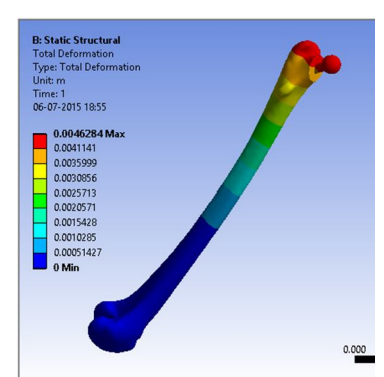 B: Static Structural
Total Deformation
Type: Total Deformation
Unit: m
Time: 1
06-07-2015 18:55
0.0046284 Max
0.0041141
0.0035999
0.0030856
0.0025713
0.0020571
0.0015428
0.0010285
0.00051427
0 Min
0.000